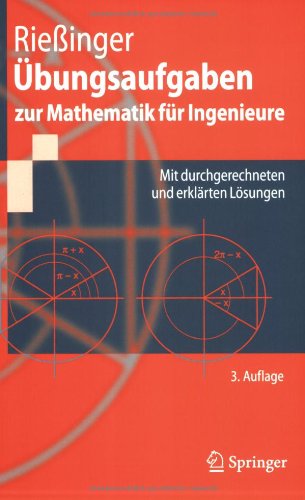 Rießinger
Übungsaufgaben
zur Mathematik für Ingenieure
Mit durchgerechneten
und erklärten Lösungen
π+x
π−x
2π−x
x
−x
3. Auflage
Springer